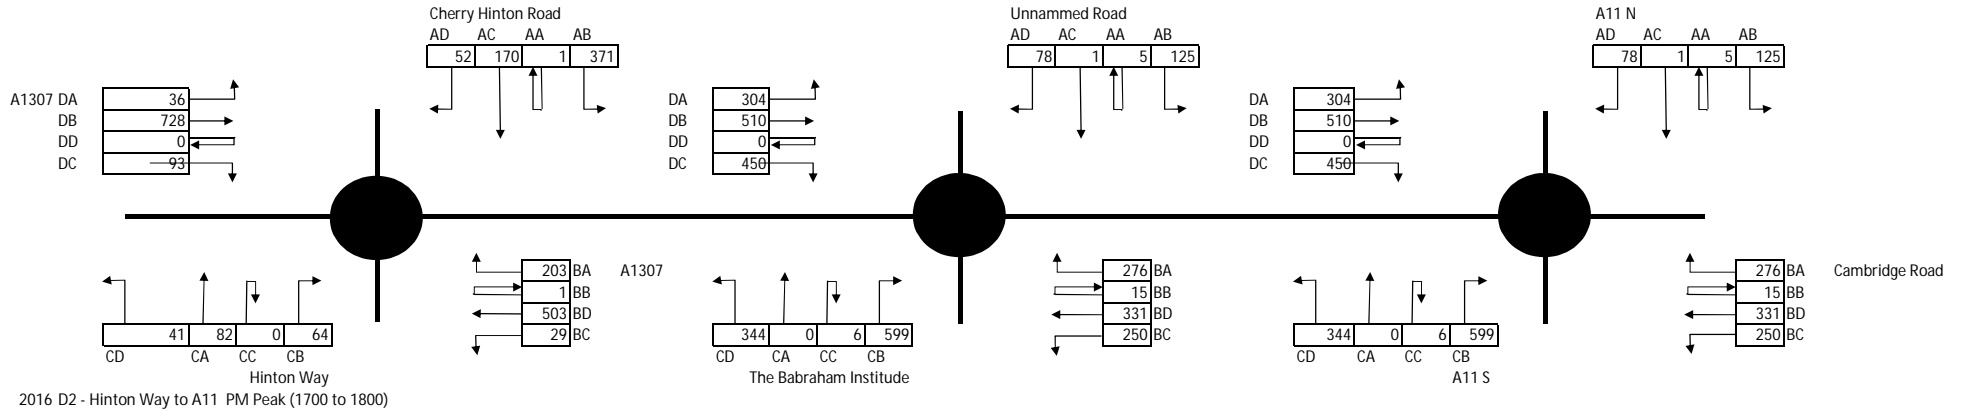 Cherry Hinton Road Unnammed Road A11 N
AD AC AA AB AD AC AA AB AD AC AA AB
52 170 1 371 78 1 5 125 78 1 5 125
A1307 DA 36 DA 304 DA 304
DB 728 DB 510 DB 510
DD 0 DD 0 DD 0
DC 93 DC 450 DC 450
203 BA A1307 276 BA 276 BA Cambridge Road
1 BB 15 BB 15 BB
503 BD 331 BD 331 BD
41 82 0 64 29 BC 344 0 6 599 250 BC 344 0 6 599 250 BC
CD CA CC CB CD CA CC CB CD CA CC CB
Hinton Way The Babraham Institude A11 S
2016 D2 - Hinton Way to A11 PM Peak (1700 to 1800)